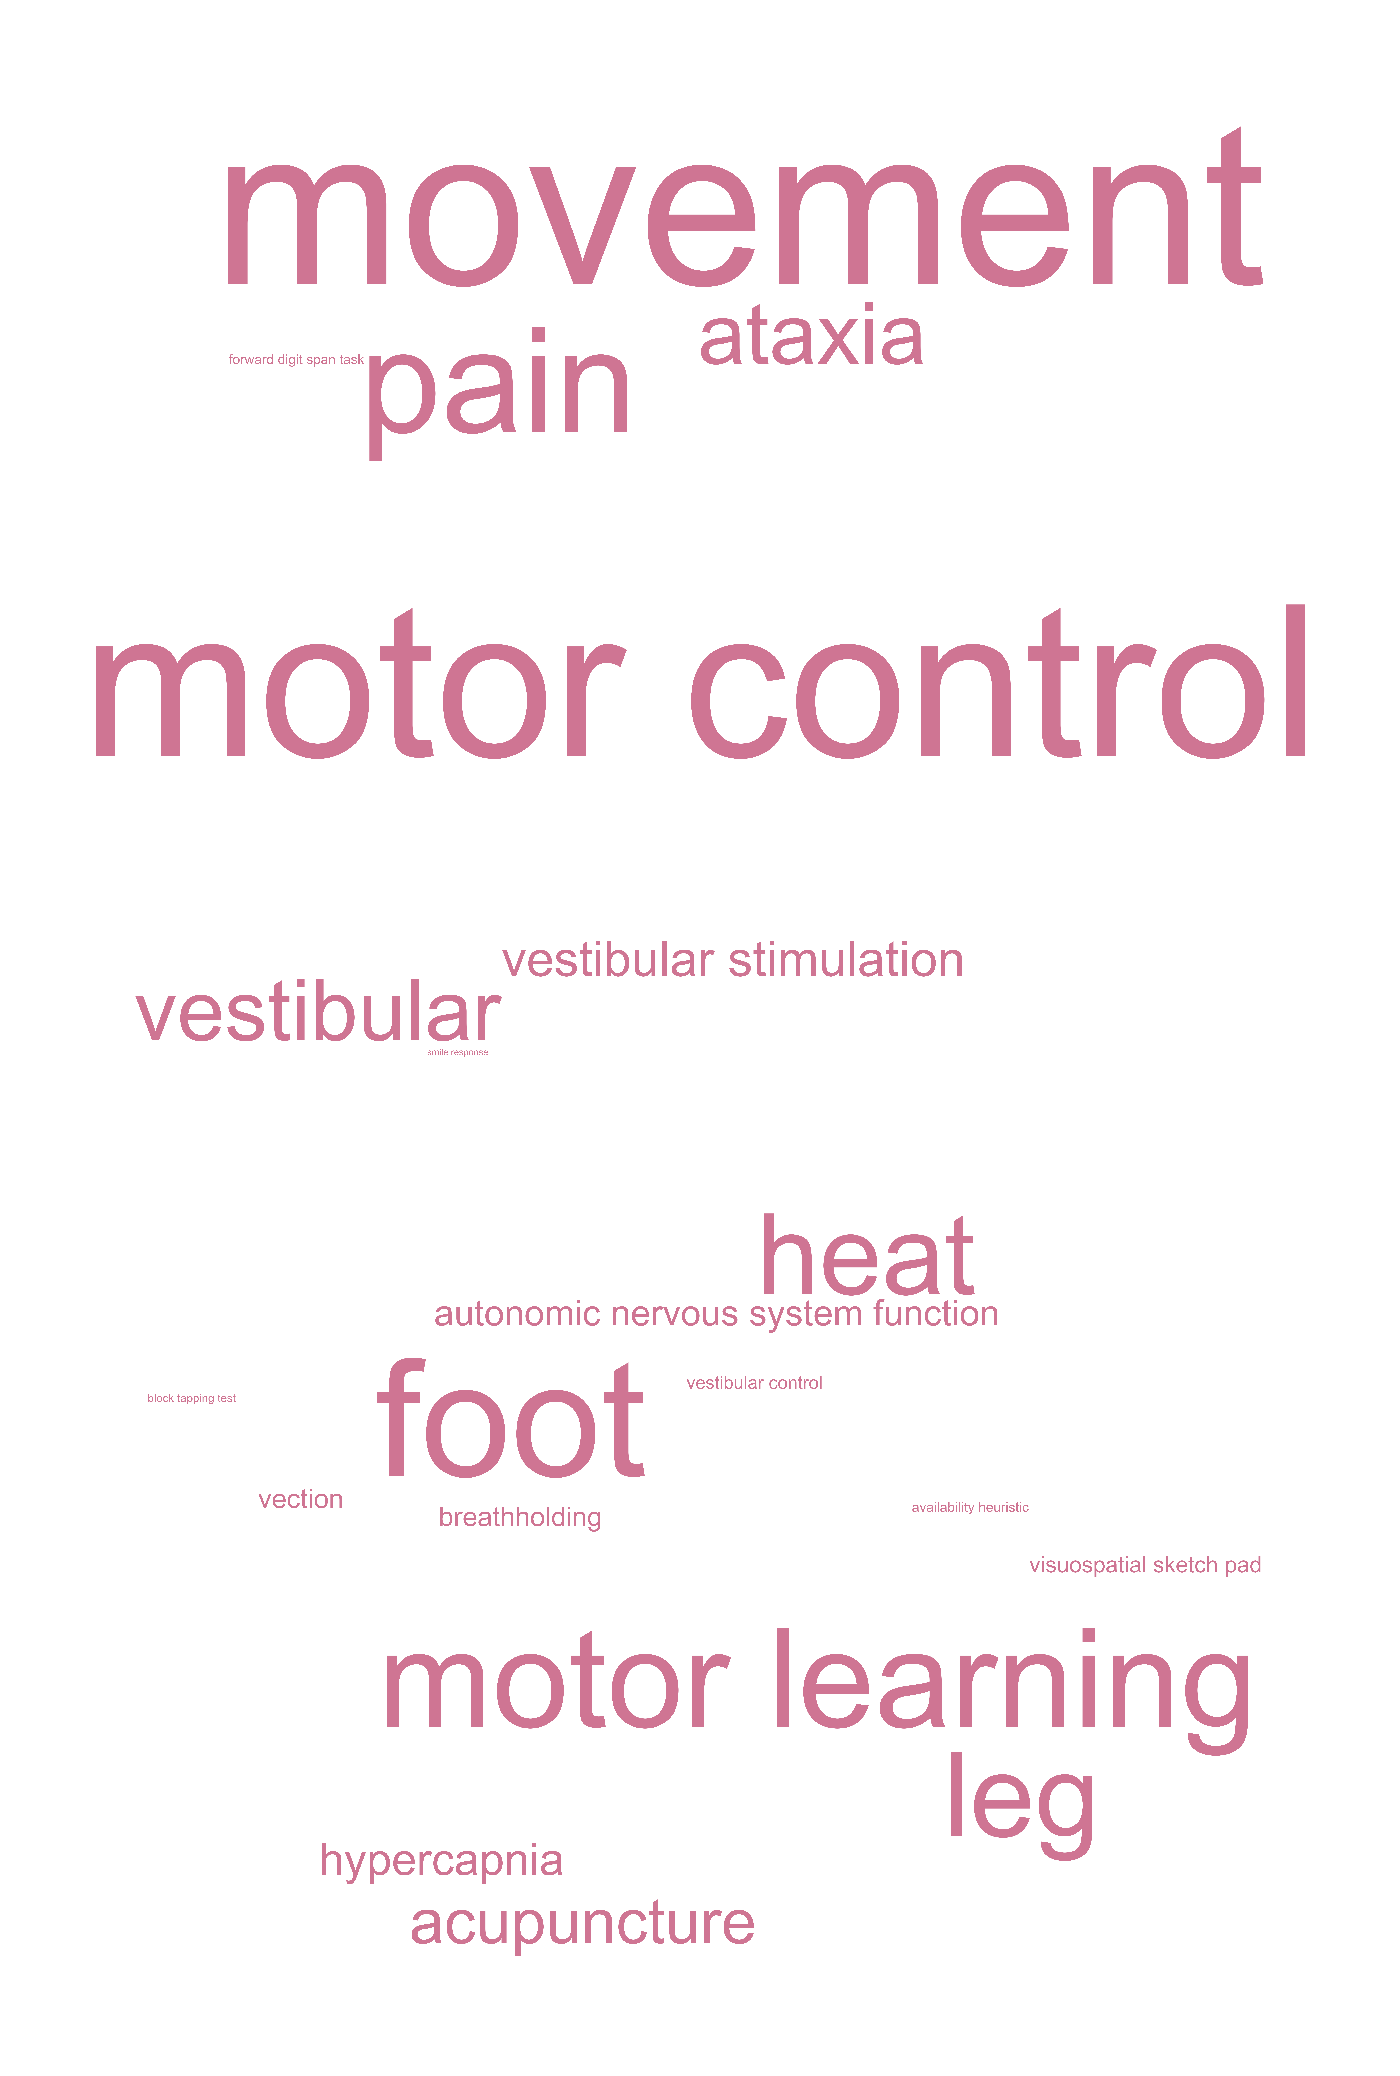 movement
ataxia
forward digit span task
pain
motor control
vestibular stimulation
vestibular
smile response
heat
autonomic nervous system function
foot
vestibular control
block tapping test
vection
breathholding
availability heuristic
visuospatial sketch pad
motor learning
leg
hypercapnia
acupuncture